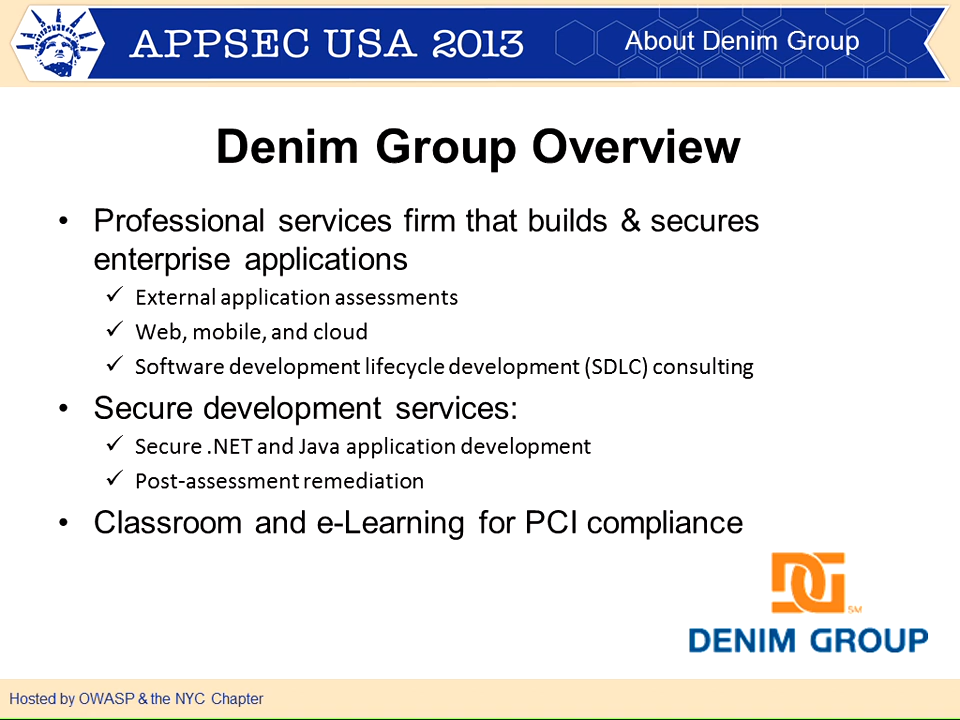 APPSEC USA 2013
About Denim Group
Denim Group Overview
• Professional services firm that builds & secures
enterprise applications
✓ External application assessments
✓ Web, mobile, and cloud
✓ Software development lifecycle development (SDLC) consulting
• Secure development services:
✓ Secure .NET and Java application development
✓ Post-assessment remediation
• Classroom and e-Learning for PCI compliance
DG SM
DENIM GROUP
Hosted by OWASP & the NYC Chapter